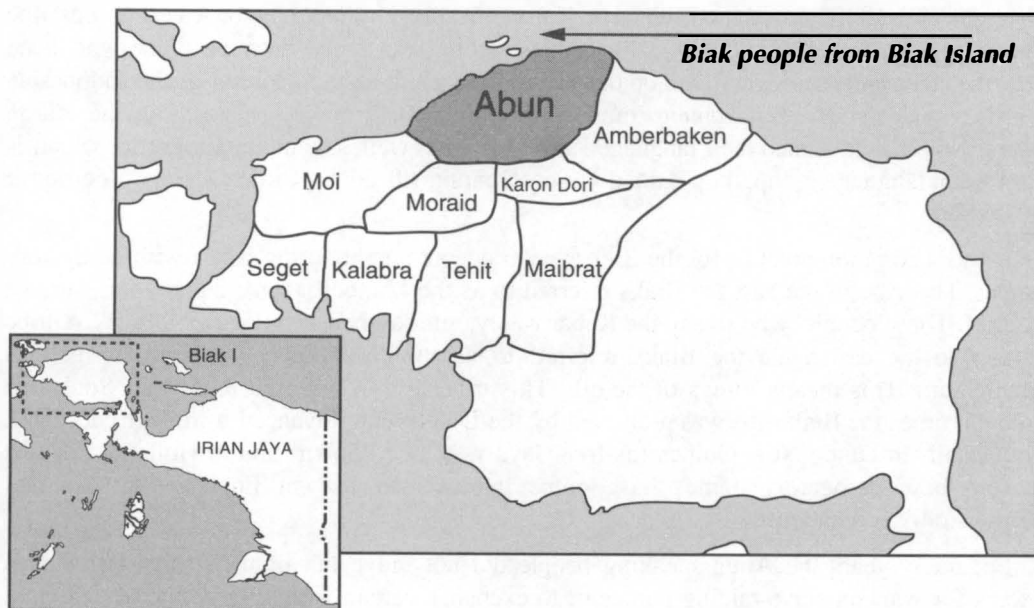 Biak people from Biak Island
Abun
Amberbaken
Moi
Karon Dori
Moraid
Seget
Kalabra
Tehit
Maibrat
Biak I
IRIAN JAYA